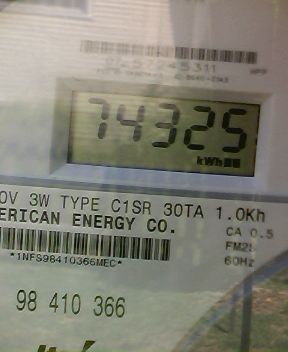 74325
kWh
0V 3W TYPE C1SR 30TA 1.0Kh
ERICAN ENERGY CO.
CA 0.5
FM2S
60Hz
*1NFS98410366MEC*
98 410 366